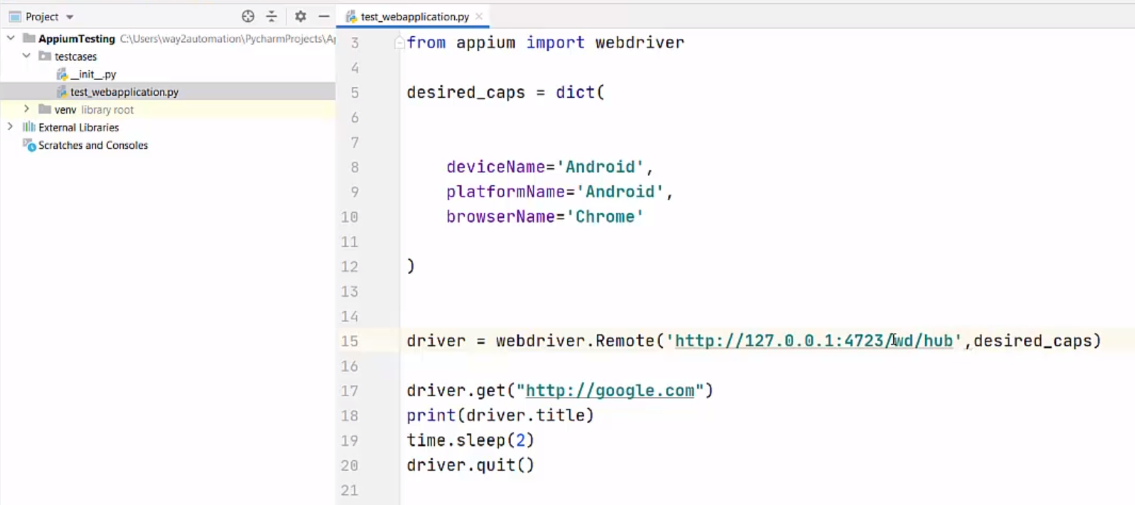 Project
test_webapplication.py
AppiumTesting C:\Users\way2automation\PycharmProjects\Ap
testcases
__init__.py
test_webapplication.py
venv library root
External Libraries
Scratches and Consoles
3 from appium import webdriver
4
5 desired_caps = dict(
6
7
8 deviceName='Android',
9 platformName='Android',
10 browserName='Chrome'
11
12 )
13
14
15 driver = webdriver.Remote('http://127.0.0.1:4723/wd/hub',desired_caps)
16
17 driver.get("http://google.com")
18 print(driver.title)
19 time.sleep(2)
20 driver.quit()
21